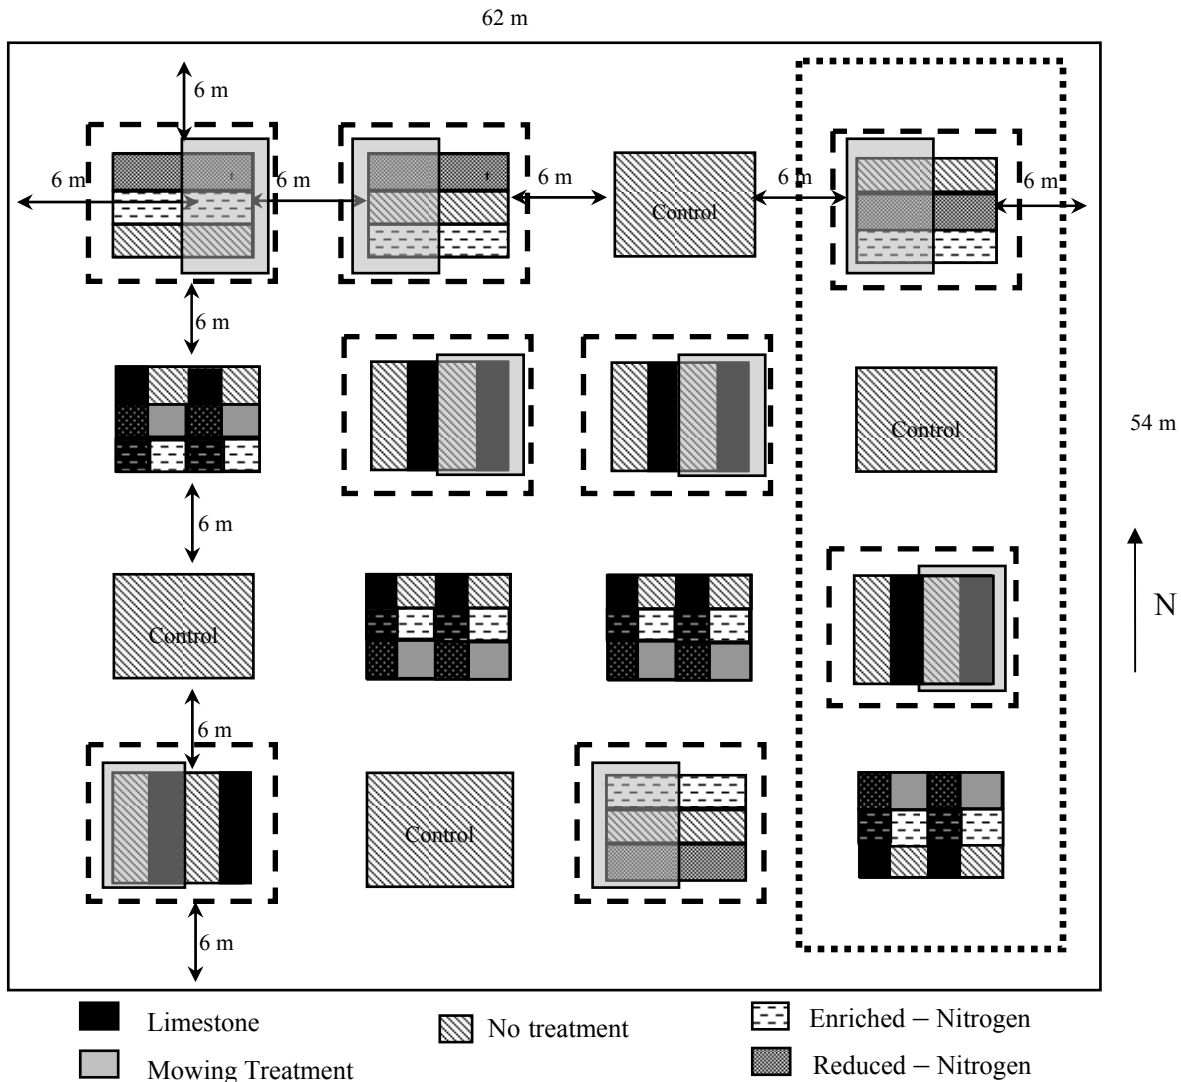 62 m
6 m
6 m
6 m
6 m
6 m
6 m
Control
6 m
Control
54 m
6 m
Control
N
6 m
Control
6 m
Limestone
No treatment
Enriched – Nitrogen
Mowing Treatment
Reduced – Nitrogen